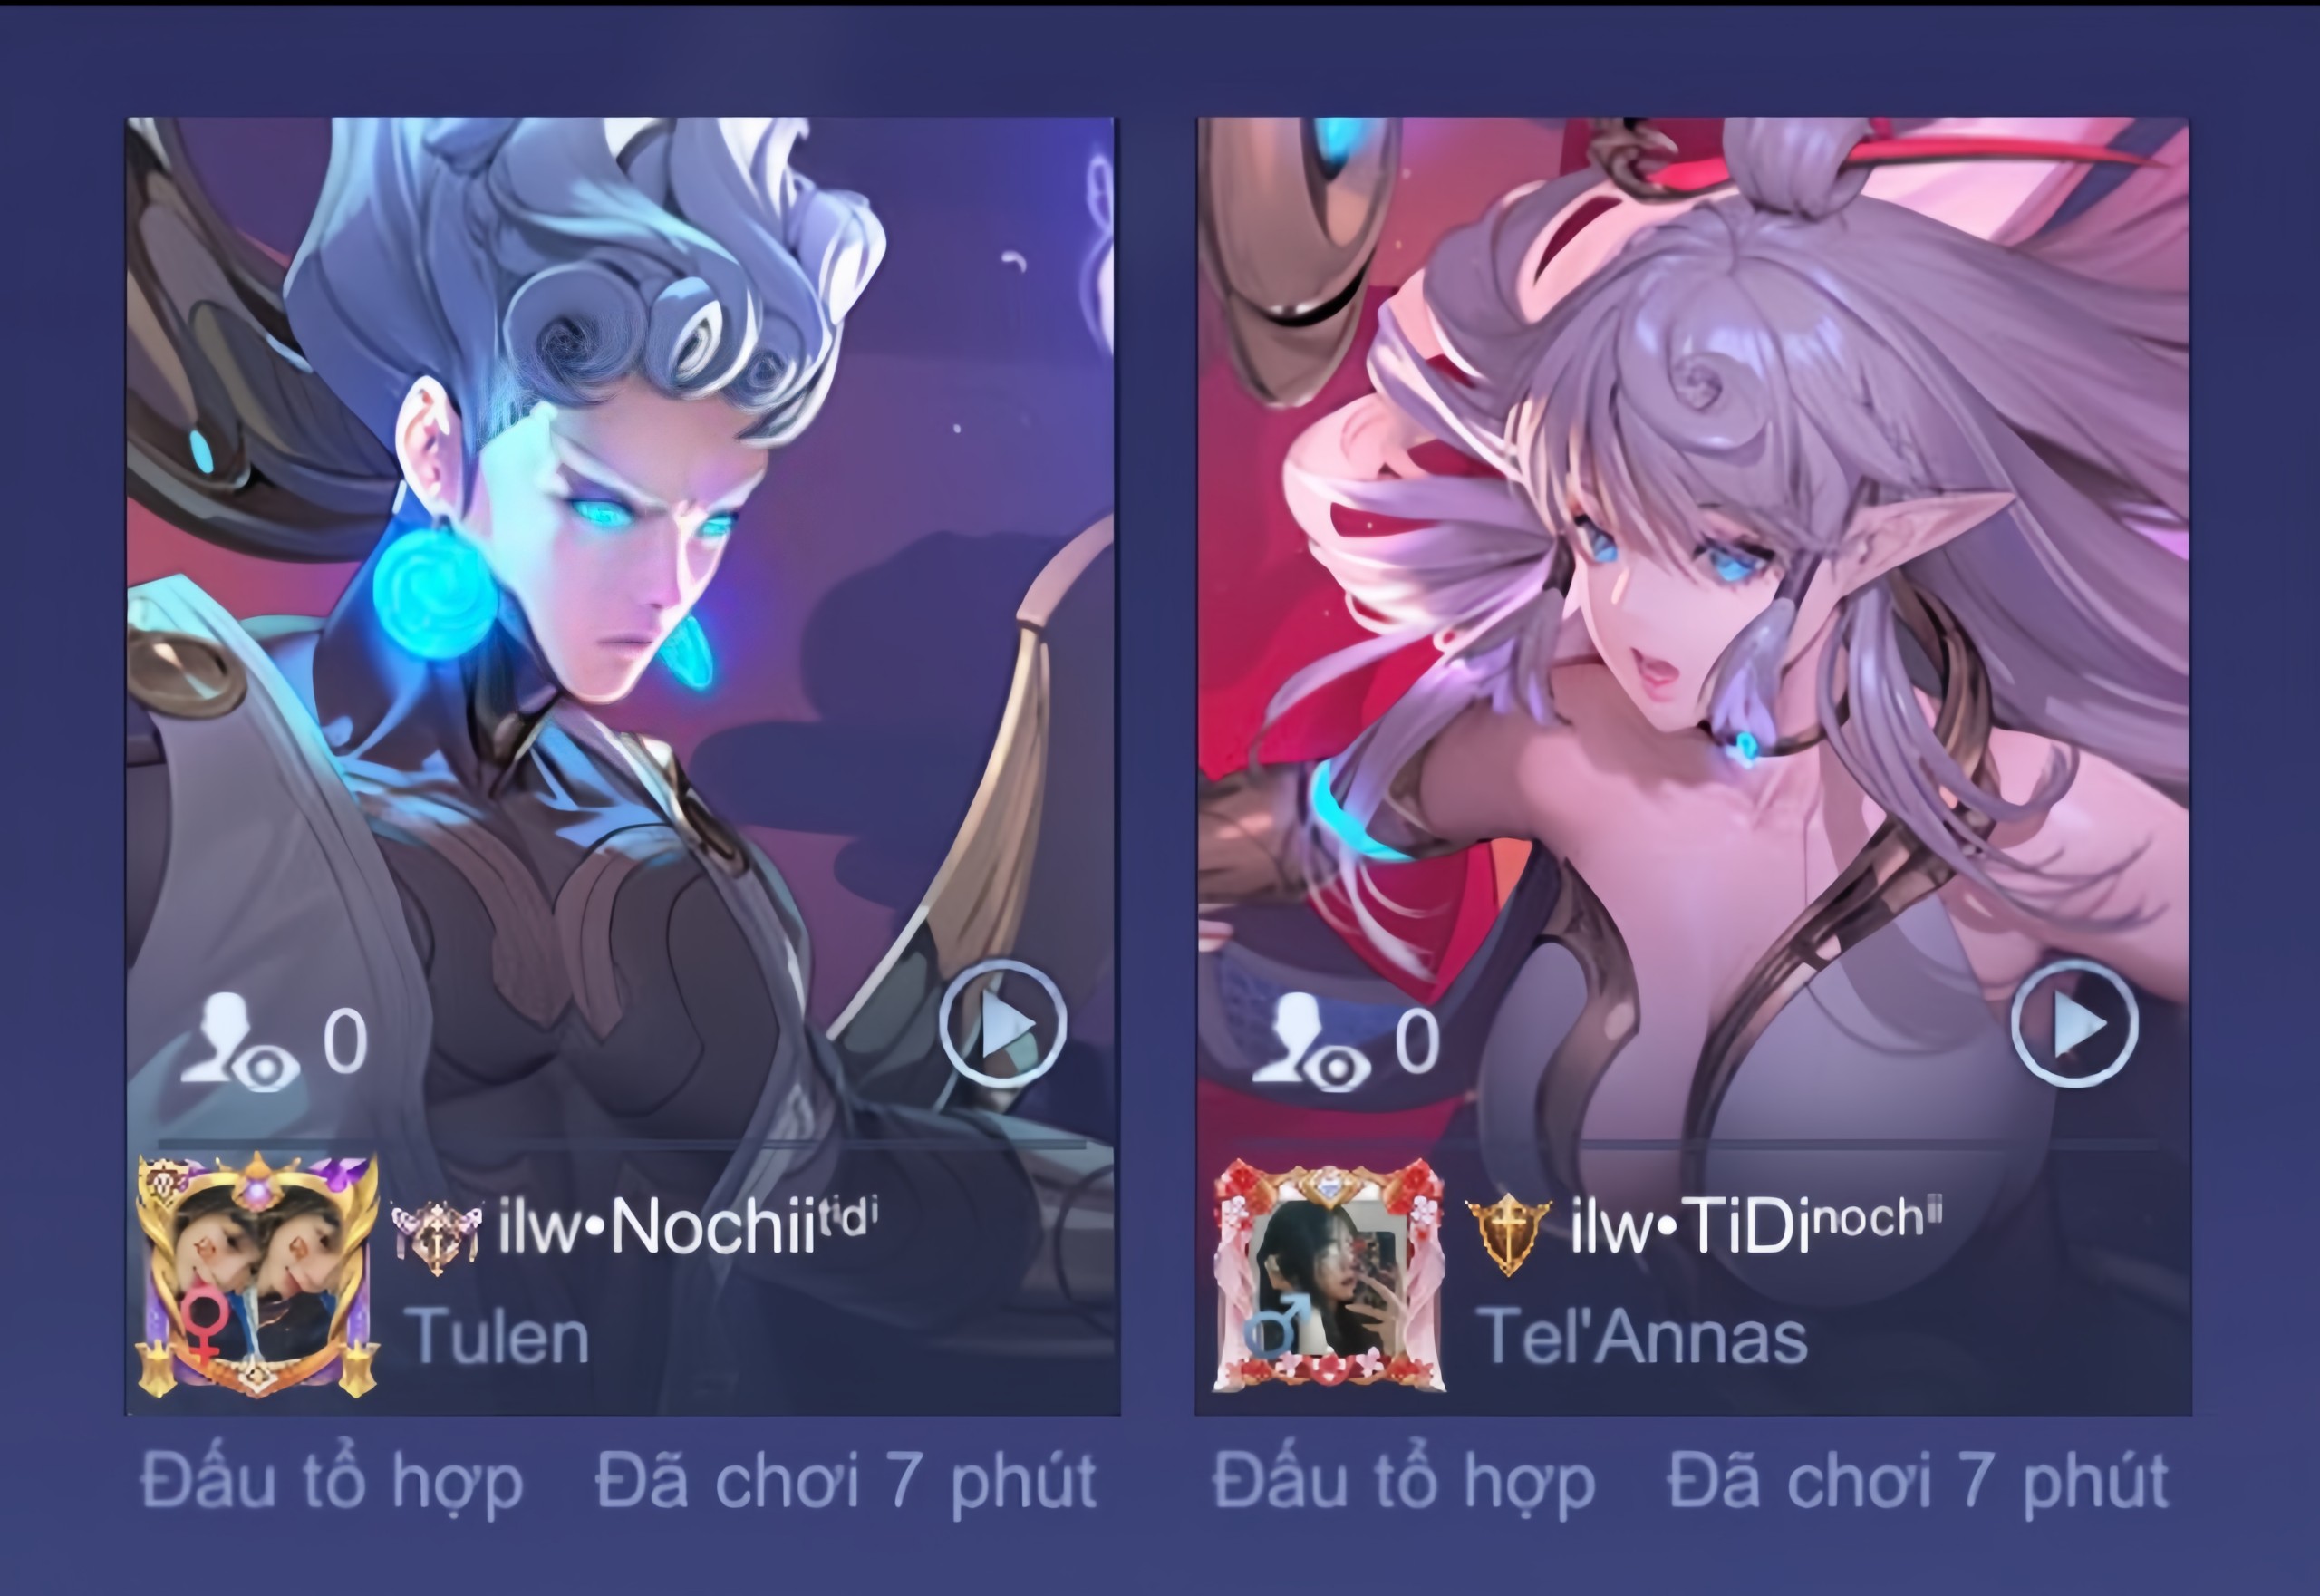 0
ilw•Nochiiᵗⁱᵈⁱ
Tulen
Đấu tổ hợp Đã chơi 7 phút
0
ilw•TiDiⁿᵒᶜʰⁱⁱ
Tel'Annas
Đấu tổ hợp Đã chơi 7 phút